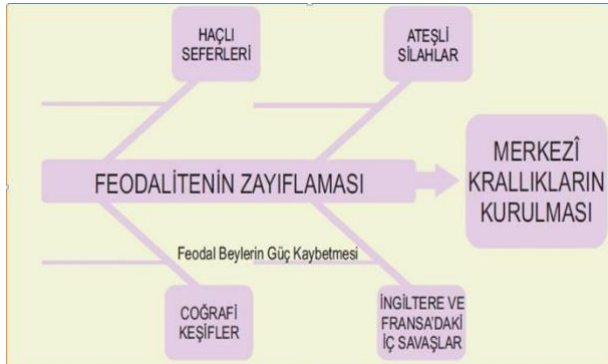 HAÇLI
SEFERLERİ
ATEŞLİ
SİLAHLAR
FEODALİTENİN ZAYIFLAMASI
MERKEZÎ
KRALLIKLARIN
KURULMASI
Feodal Beylerin Güç Kaybetmesi
COĞRAFİ
KEŞİFLER
İNGİLTERE VE
FRANSA'DAKİ
İÇ SAVAŞLAR